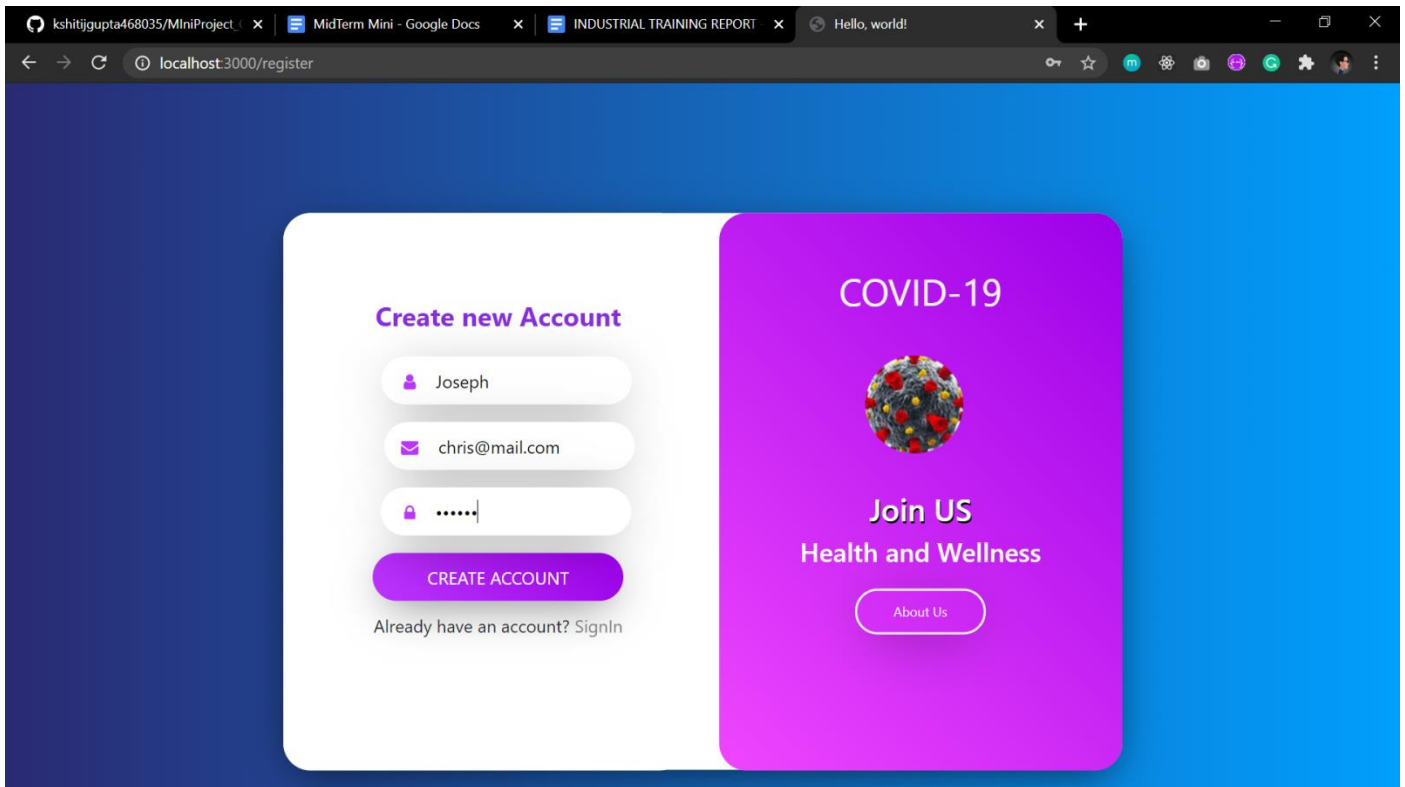 kshitijgupta468035/MIniProject_
MidTerm Mini - Google Docs
INDUSTRIAL TRAINING REPORT -
Hello, world!
localhost:3000/register
m
G
Create new Account
Joseph
chris@mail.com
••••••
CREATE ACCOUNT
Already have an account? SignIn
COVID-19
Join US
Health and Wellness
About Us